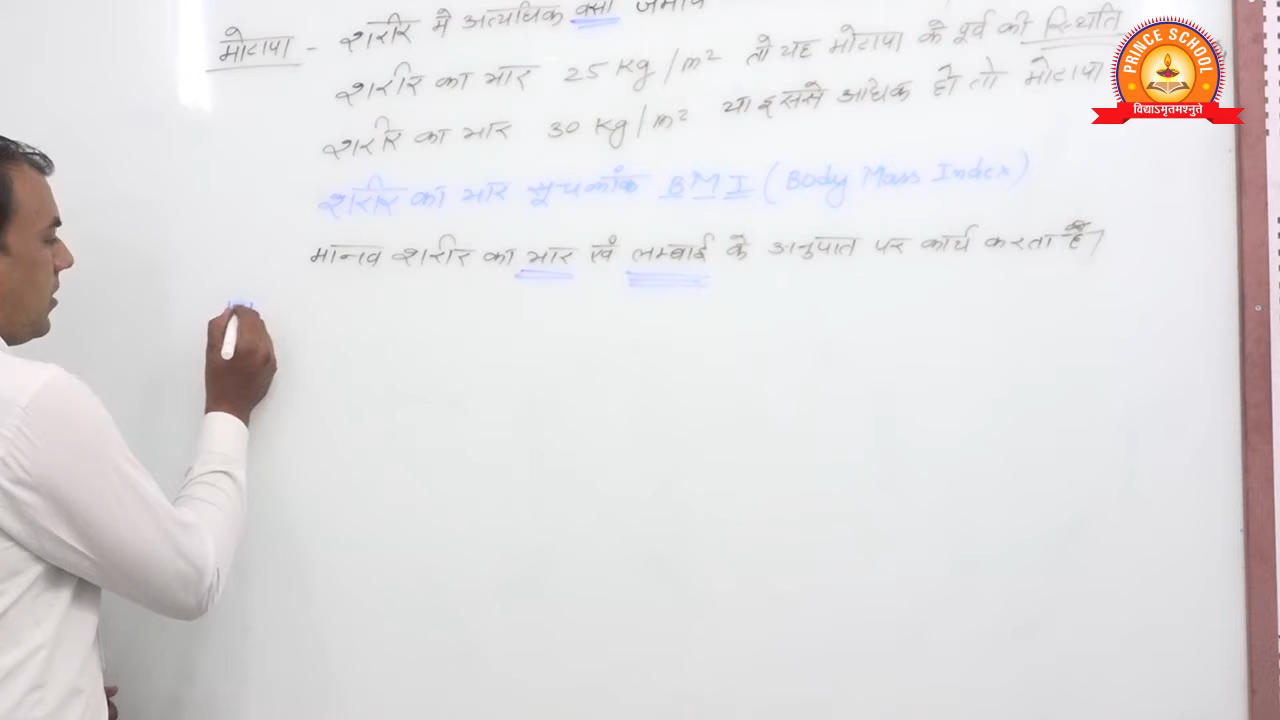 मोटापा - शरीर में अत्यधिक वसा जमाव
शरीर का भार 25 Kg/m² तो यह मोटापा के पूर्व की स्थिति
शरीर का भार 30 Kg/m² या इससे अधिक हो तो मोटापा
शरीर का भार सूचकांक BMI (Body Mass Index)
मानव शरीर का भार एवं लम्बाई के अनुपात पर कार्य करता है।
PRINCE SCHOOL
विद्याऽमृतमश्नुते